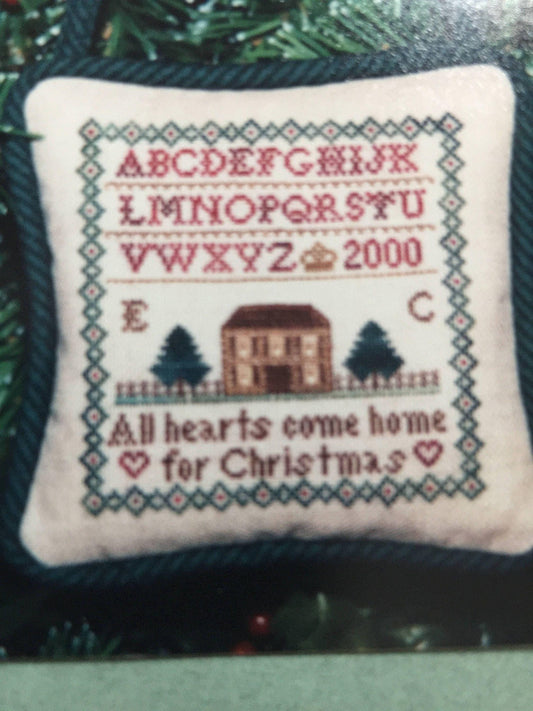 ABCDEFGHIJK
LMNOPQRSTU
VWXYZ 2000
E C
All hearts come home
for Christmas